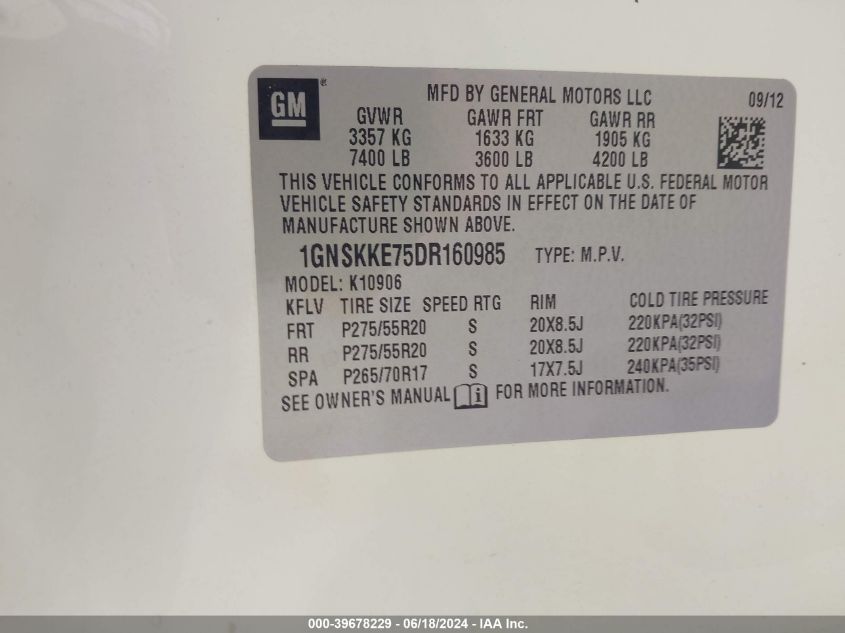 GM ®
MFD BY GENERAL MOTORS LLC 09/12
GVWR GAWR FRT GAWR RR
3357 KG 1633 KG 1905 KG
7400 LB 3600 LB 4200 LB
THIS VEHICLE CONFORMS TO ALL APPLICABLE U.S. FEDERAL MOTOR
VEHICLE SAFETY STANDARDS IN EFFECT ON THE DATE OF
MANUFACTURE SHOWN ABOVE.
1GNSKKE75DR160985 TYPE: M.P.V.
MODEL: K10906
KFLV TIRE SIZE SPEED RTG RIM COLD TIRE PRESSURE
FRT P275/55R20 S 20X8.5J 220KPA(32PSI)
RR P275/55R20 S 20X8.5J 220KPA(32PSI)
SPA P265/70R17 S 17X7.5J 240KPA(35PSI)
SEE OWNER'S MANUAL i FOR MORE INFORMATION.
000-39678229 - 06/18/2024 - IAA Inc.